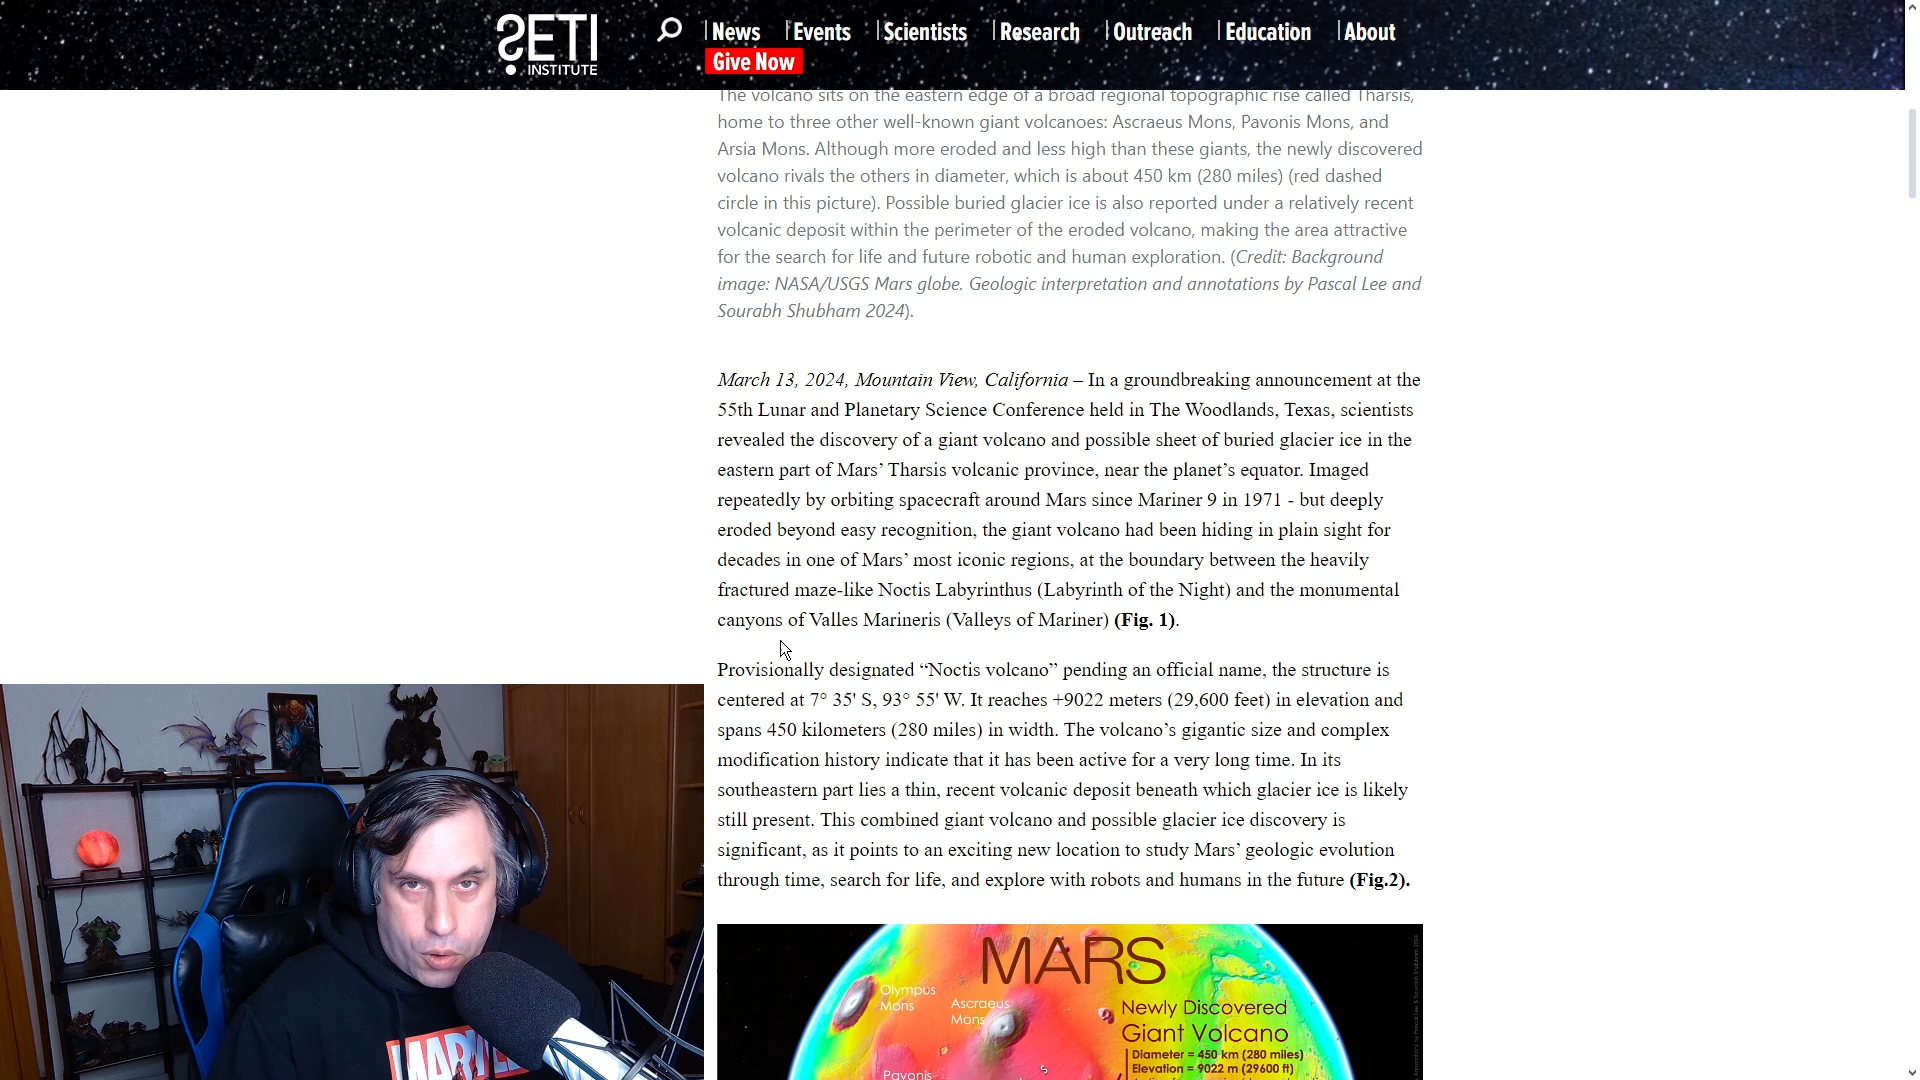 SETI
INSTITUTE
News
Events
Scientists
Research
Outreach
Education
About
Give Now
The volcano sits on the eastern edge of a broad regional topographic rise called Tharsis,
home to three other well-known giant volcanoes: Ascraeus Mons, Pavonis Mons, and
Arsia Mons. Although more eroded and less high than these giants, the newly discovered
volcano rivals the others in diameter, which is about 450 km (280 miles) (red dashed
circle in this picture). Possible buried glacier ice is also reported under a relatively recent
volcanic deposit within the perimeter of the eroded volcano, making the area attractive
for the search for life and future robotic and human exploration. (Credit: Background
image: NASA/USGS Mars globe. Geologic interpretation and annotations by Pascal Lee and
Sourabh Shubham 2024).
March 13, 2024, Mountain View, California – In a groundbreaking announcement at the
55th Lunar and Planetary Science Conference held in The Woodlands, Texas, scientists
revealed the discovery of a giant volcano and possible sheet of buried glacier ice in the
eastern part of Mars’ Tharsis volcanic province, near the planet’s equator. Imaged
repeatedly by orbiting spacecraft around Mars since Mariner 9 in 1971 - but deeply
eroded beyond easy recognition, the giant volcano had been hiding in plain sight for
decades in one of Mars’ most iconic regions, at the boundary between the heavily
fractured maze-like Noctis Labyrinthus (Labyrinth of the Night) and the monumental
canyons of Valles Marineris (Valleys of Mariner) (Fig. 1).
Provisionally designated “Noctis volcano” pending an official name, the structure is
centered at 7° 35' S, 93° 55' W. It reaches +9022 meters (29,600 feet) in elevation and
spans 450 kilometers (280 miles) in width. The volcano’s gigantic size and complex
modification history indicate that it has been active for a very long time. In its
southeastern part lies a thin, recent volcanic deposit beneath which glacier ice is likely
still present. This combined giant volcano and possible glacier ice discovery is
significant, as it points to an exciting new location to study Mars’ geologic evolution
through time, search for life, and explore with robots and humans in the future (Fig.2).
MARS
Olympus
Mons
Ascraeus
Mons
Newly Discovered
Giant Volcano
Diameter = 450 km (280 miles)
Elevation = 9022 m (29600 ft)
Pavonis
MARVEL